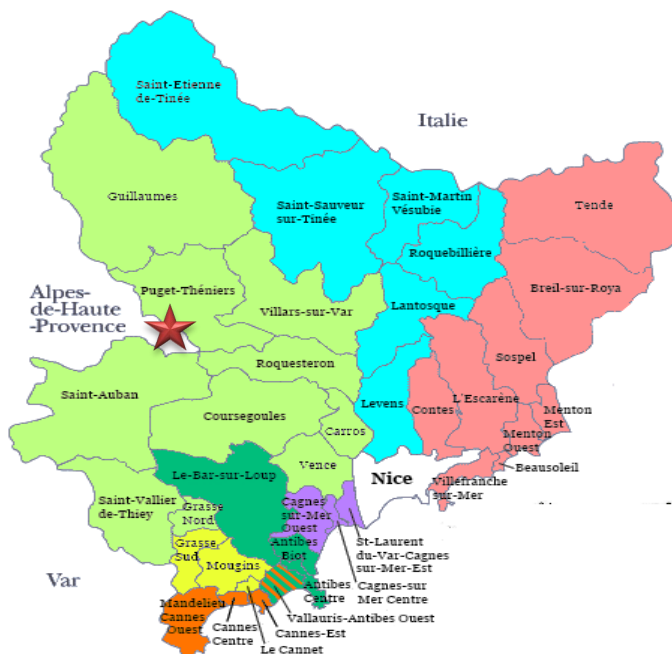 Saint-Etienne
de-Tinée
Italie
Guillaumes
Saint-Sauveur
sur-Tinée
Saint-Martin
Vésubie
Tende
Roquebillière
Alpes-
de-Haute
-Provence
Puget-Théniers
Villars-sur-Var
Lantosque
Breil-sur-Roya
Roquesteron
Sospel
Saint-Auban
Levens
Contes
L'Escarène
Menton
Est
Coursegoules
Carros
Menton
Ouest
Beausoleil
Le-Bar-sur-Loup
Vence
Nice
Villefranche
sur-Mer
Saint-Vallier
de-Thiey
Grasse
Nord
Cagnes
sur-Mer
Ouest
Grasse
Sud
Antibes
Biot
St-Laurent
du-Var-Cagnes
sur-Mer-Est
Mougins
Var
Antibes
Centre
Cagnes-sur
Mer Centre
Mandelieu
Cannes
Ouest
Cannes
Centre
Vallauris-Antibes Ouest
Cannes-Est
Le Cannet